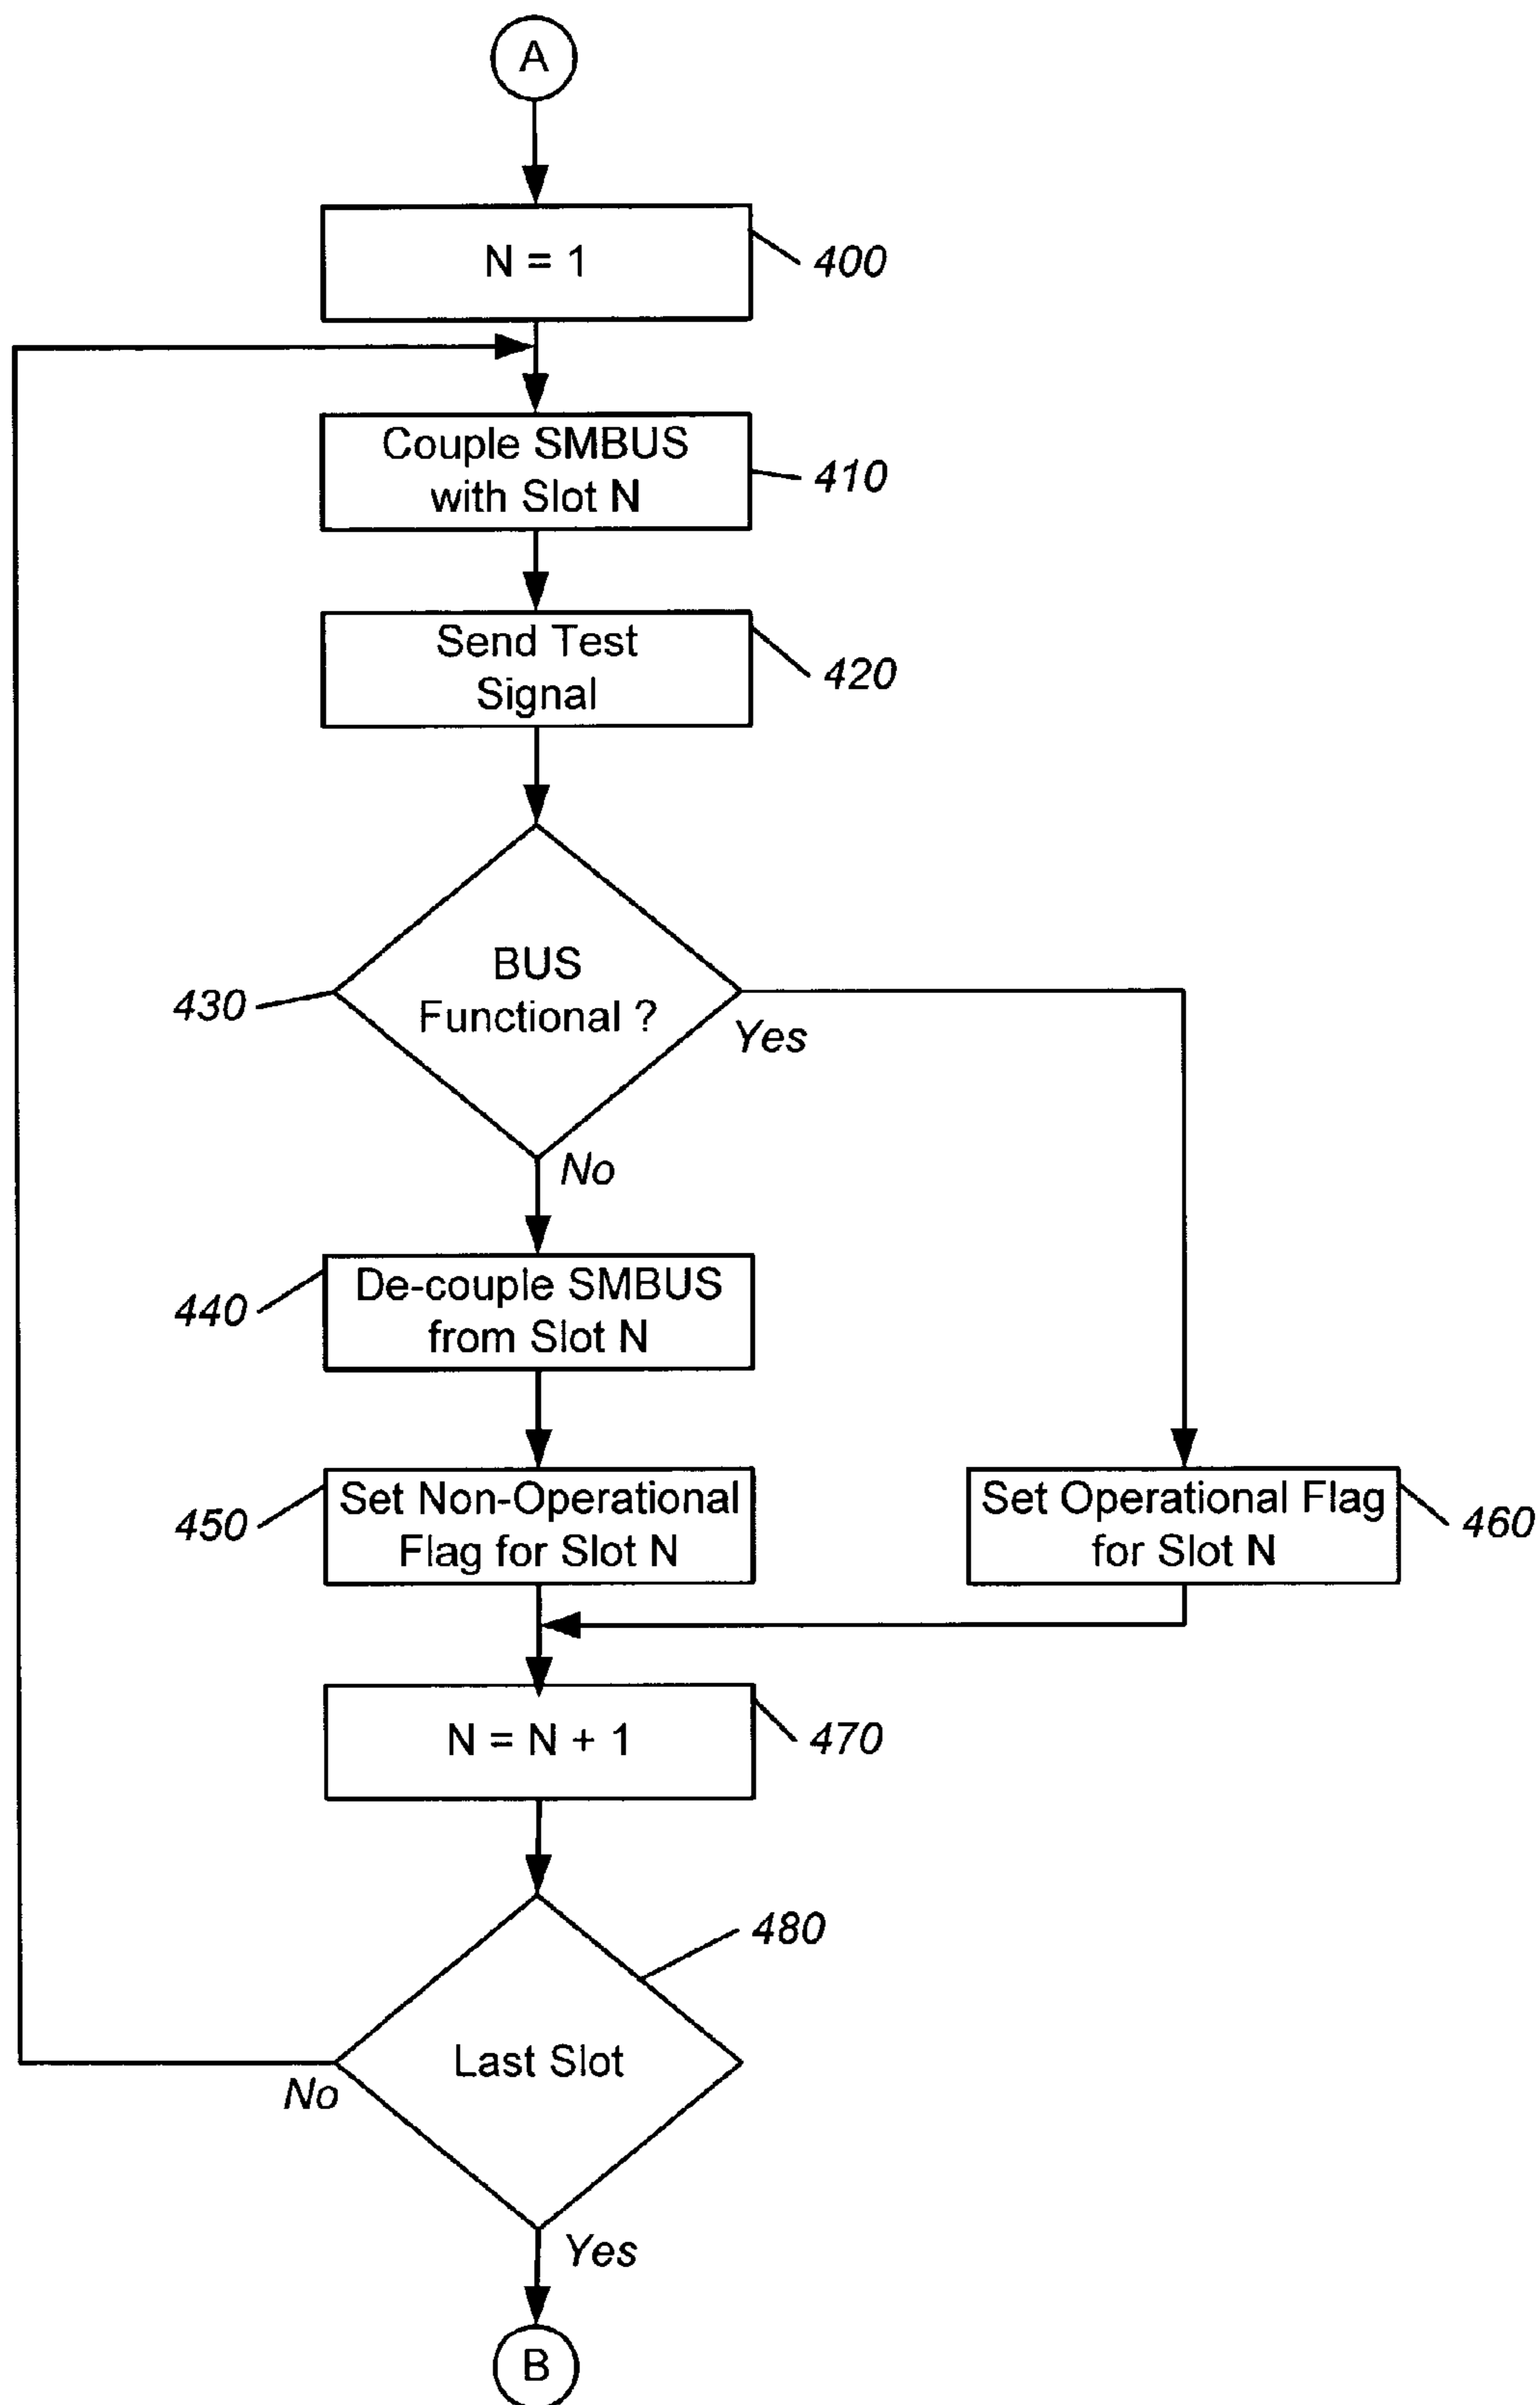 A
N = 1
400
Couple SMBUS
with Slot N
410
Send Test
Signal
420
BUS
Functional ?
430
Yes
No
De-couple SMBUS
from Slot N
440
Set Non-Operational
Flag for Slot N
450
Set Operational Flag
for Slot N
460
N = N + 1
470
480
Last Slot
No
Yes
B